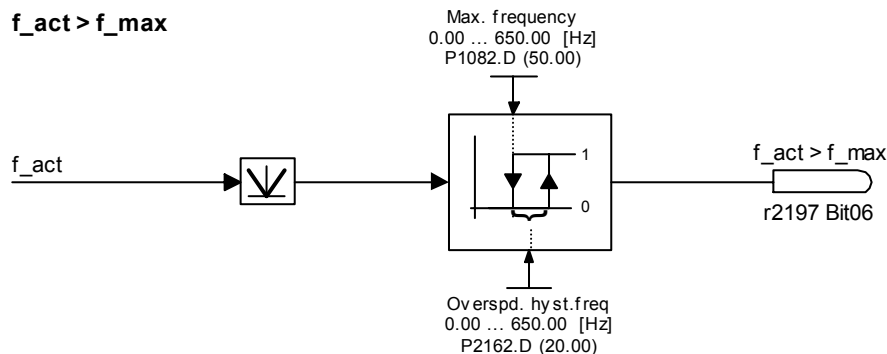 f_act > f_max
Max. frequency
0.00 ... 650.00 [Hz]
P1082.D (50.00)
f_act
1
0
f_act > f_max
r2197 Bit06
Overspd. hyst.freq
0.00 ... 650.00 [Hz]
P2162.D (20.00)